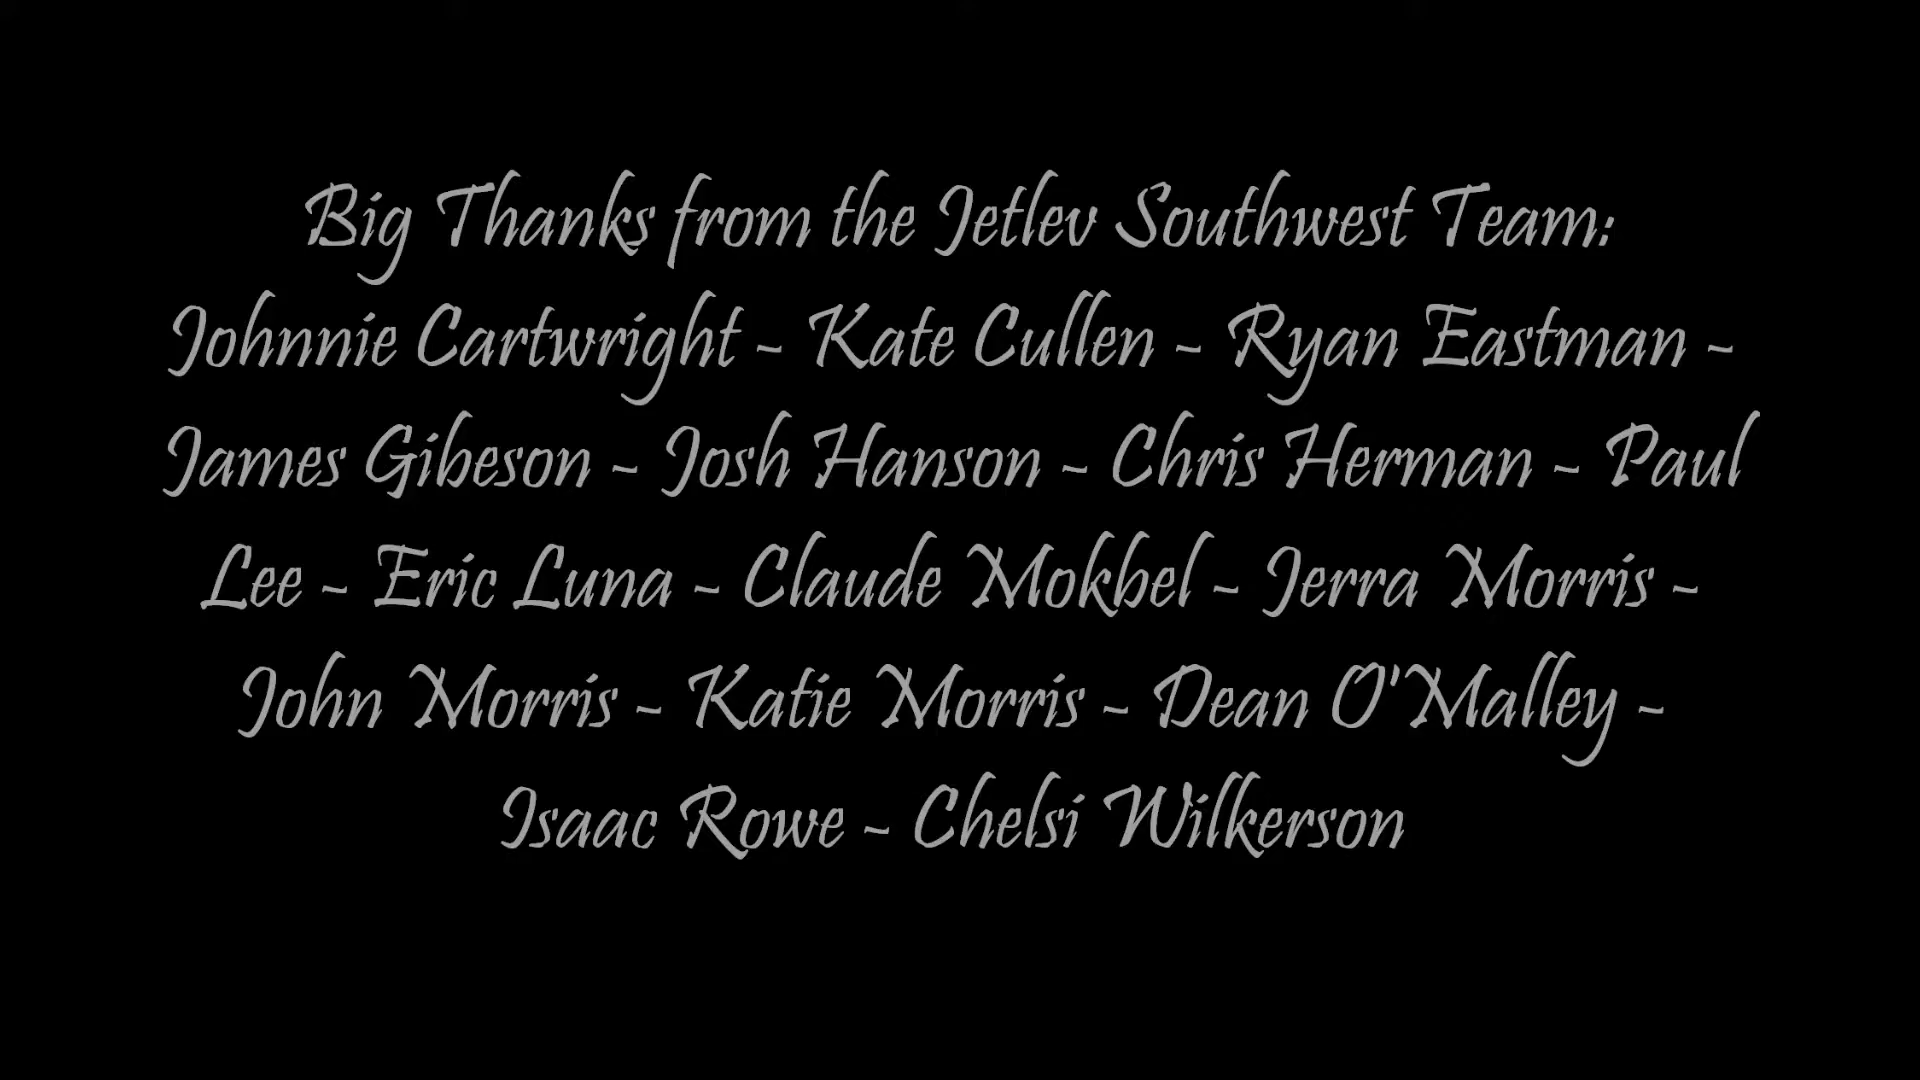 Big Thanks from the Jetlev Southwest Team:
Johnnie Cartwright - Kate Cullen - Ryan Eastman -
James Gibeson - Josh Hanson - Chris Herman - Paul
Lee - Eric Luna - Claude Mokbel - Jerra Morris -
John Morris - Katie Morris - Dean O'Malley -
Isaac Rowe - Chelsi Wilkerson